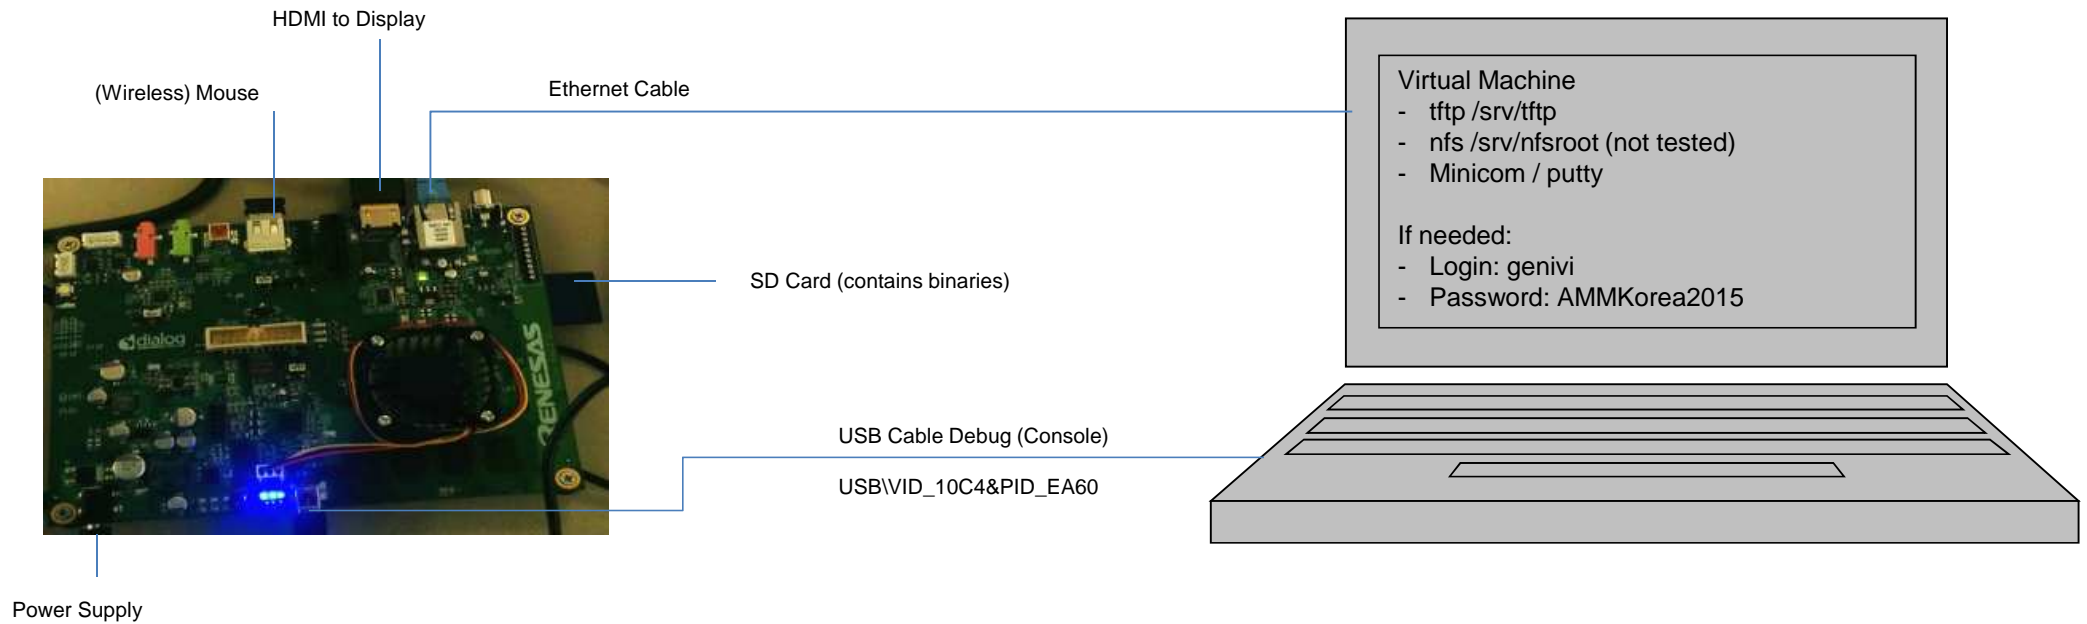 HDMI to Display
(Wireless) Mouse
Ethernet Cable
Virtual Machine
- tftp /srv/tftp
- nfs /srv/nfsroot (not tested)
- Minicom / putty
If needed:
- Login: genivi
- Password: AMMKorea2015
SD Card (contains binaries)
dialog
RENESAS
USB Cable Debug (Console)
USB\VID_10C4&PID_EA60
Power Supply